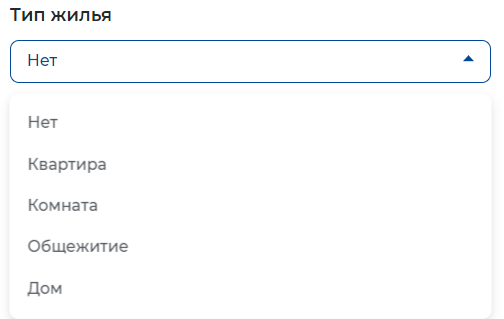 Тип жилья
Нет
Нет
Квартира
Комната
Общежитие
Дом